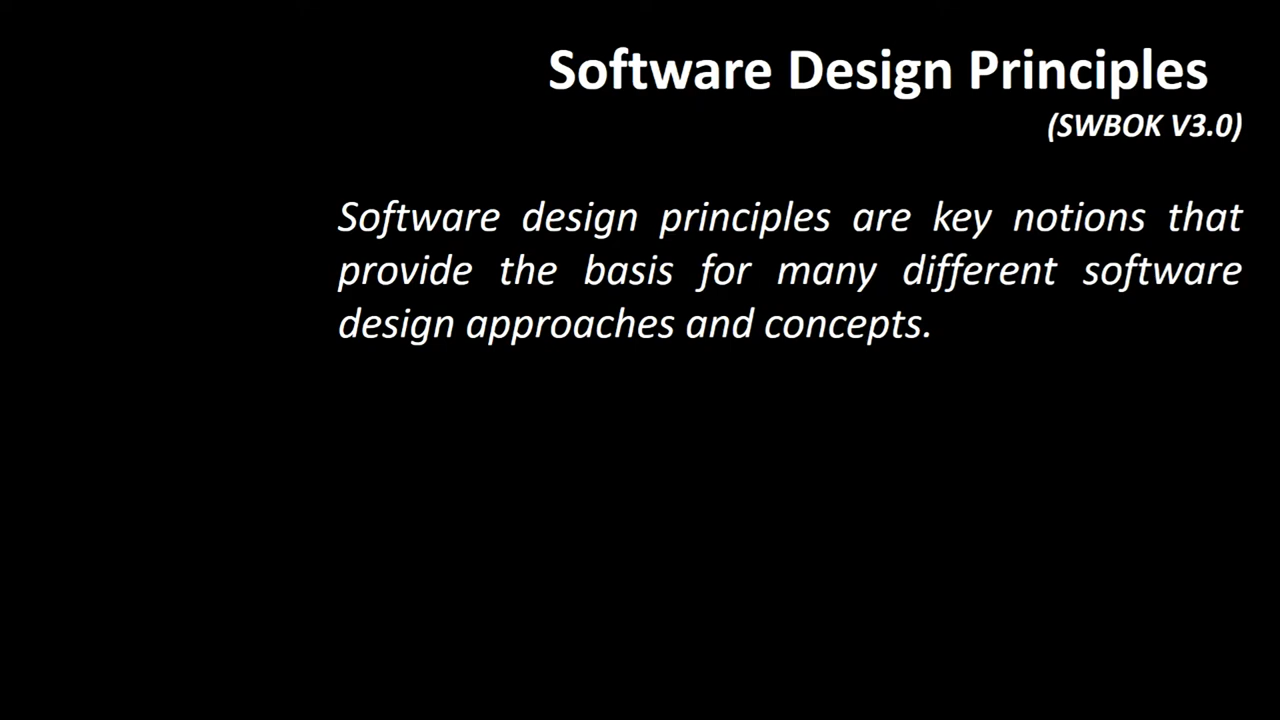 Software Design Principles
(SWBOK V3.0)
Software design principles are key notions that
provide the basis for many different software
design approaches and concepts.